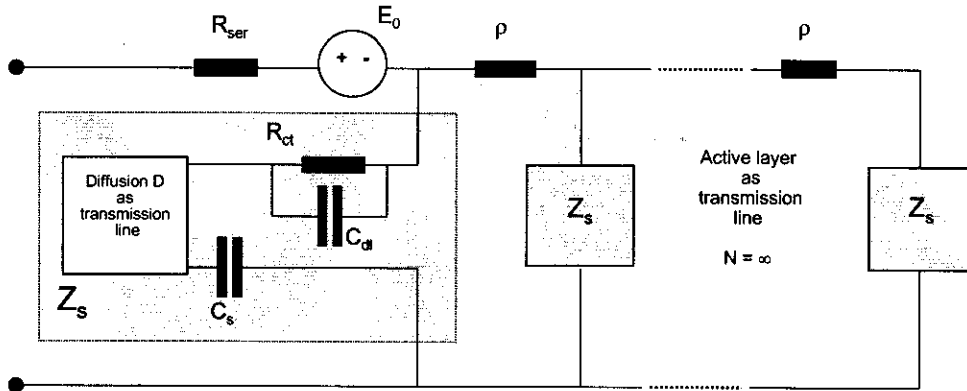 R_ser
E_0
ρ
ρ
+ -
R_ct
Diffusion D
as
transmission
line
C_dl
C_s
Z_s
Z_s
Active layer
as
transmission
line
N = ∞
Z_s